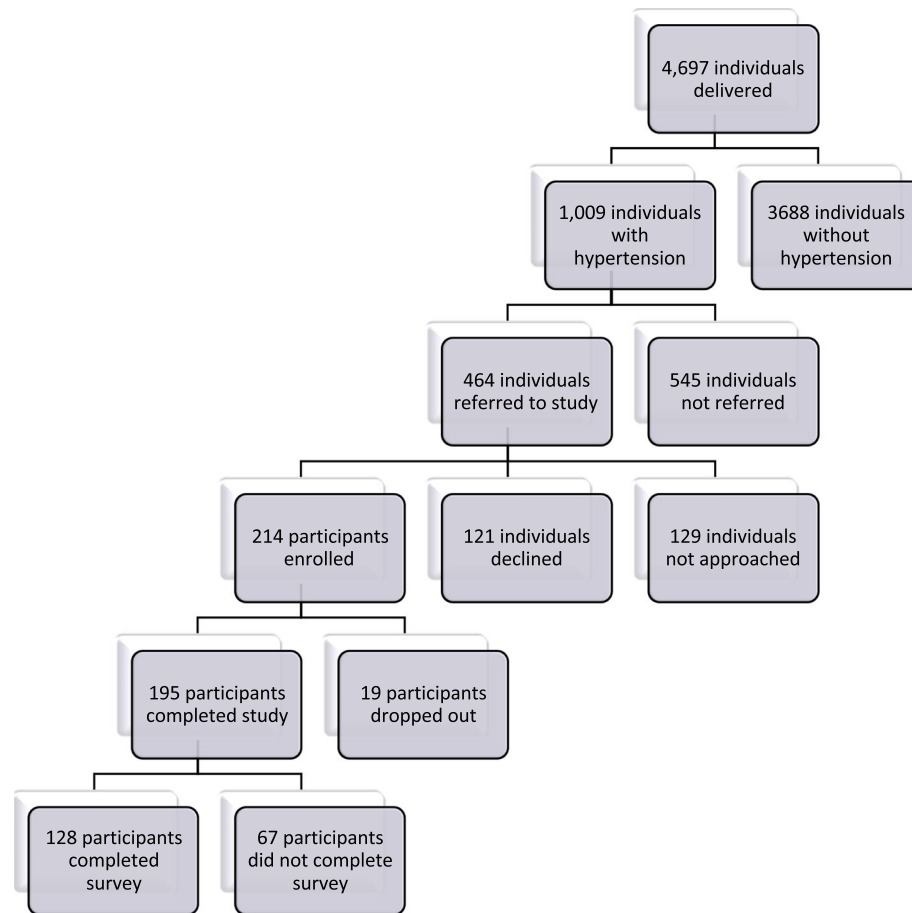 4,697 individuals
delivered
1,009 individuals
with
hypertension
3688 individuals
without
hypertension
464 individuals
referred to study
545 individuals
not referred
214 participants
enrolled
121 individuals
declined
129 individuals
not approached
195 participants
completed study
19 participants
dropped out
128 participants
completed
survey
67 participants
did not complete
survey